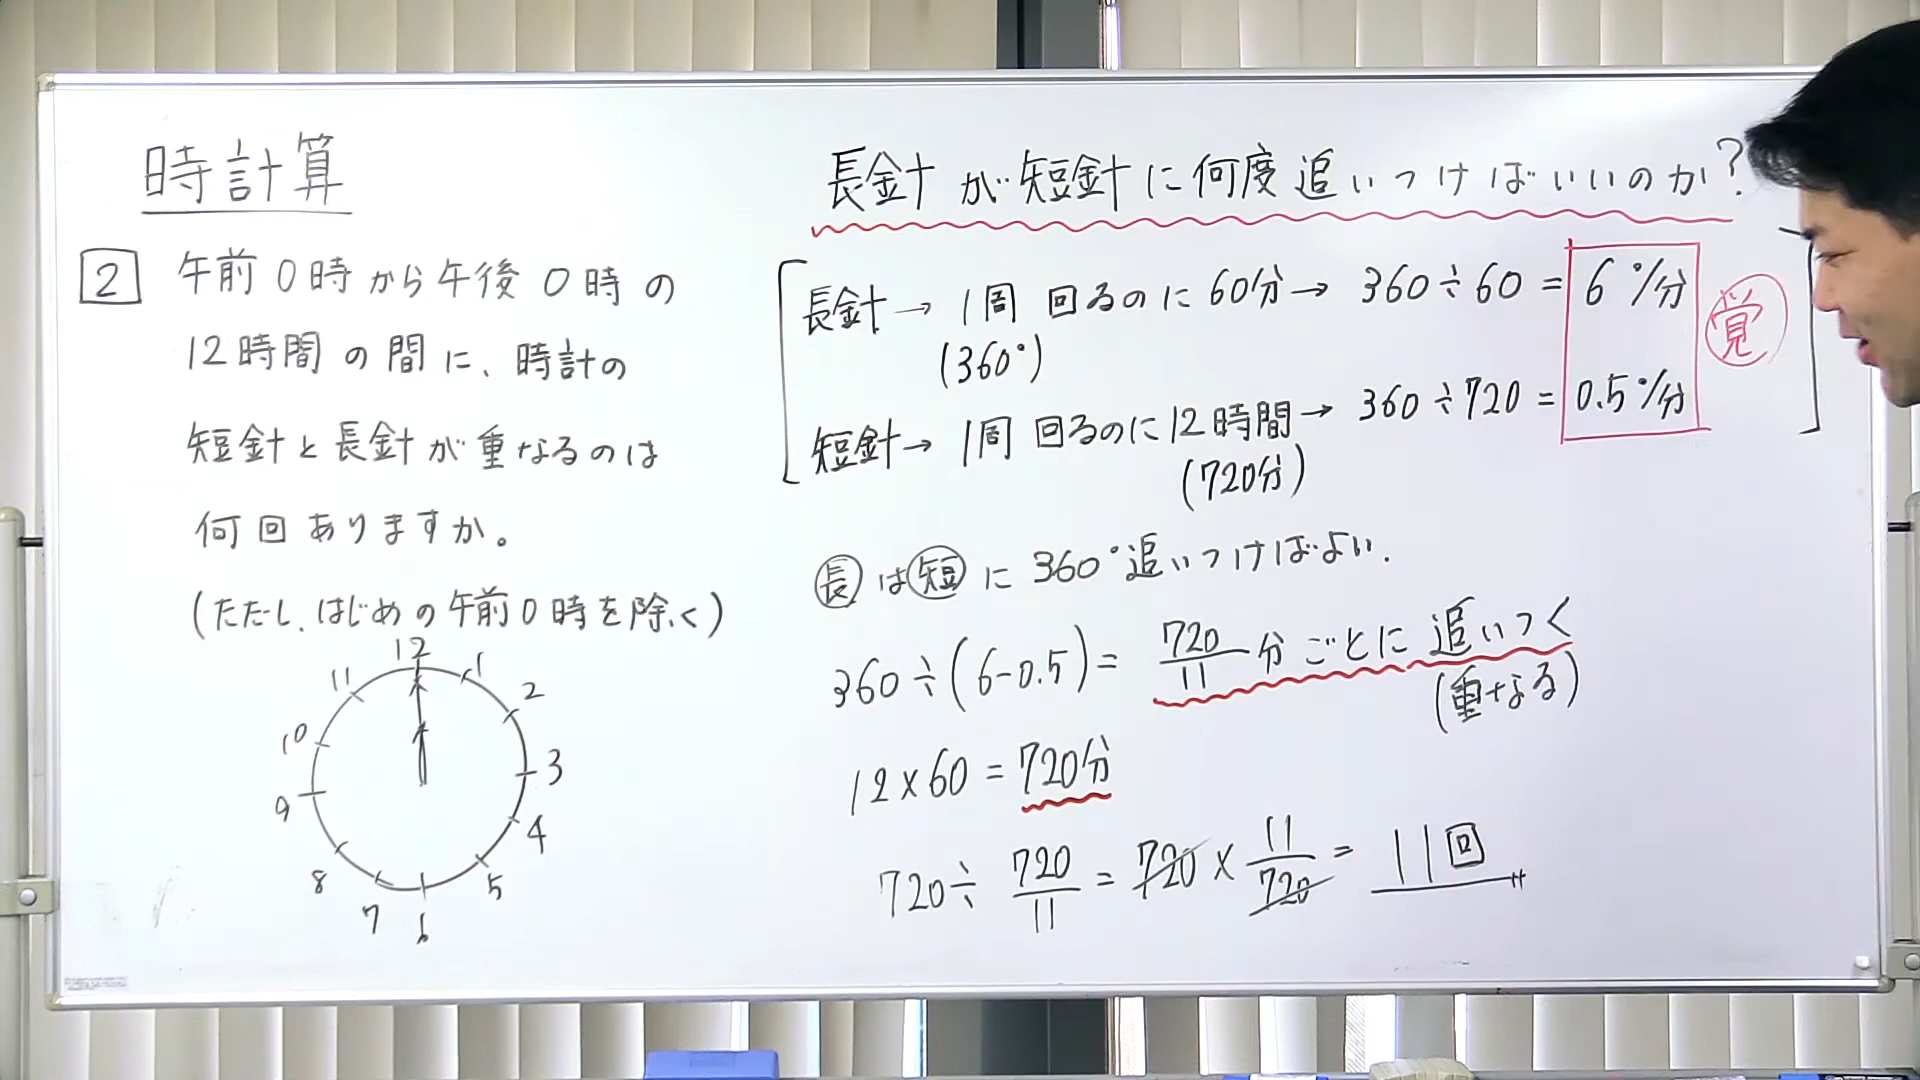 時計算
2 午前0時から午後0時の
12時間の間に、時計の
短針と長針が重なるのは
何回ありますか。
(ただし、はじめの午前0時を除く)
12
1
2
3
4
5
6
7
8
9
10
11
長針が短針に何度追いつけばいいのか?
長針→1周回るのに60分→360÷60=6°/分
(360°)
覚
短針→1周回るのに12時間→360÷720=0.5°/分
(720分)
長は短に360°追いつけばよい.
360÷(6-0.5)=720/11分ごとに追いつく
(重なる)
12×60=720分
720÷720/11=720×11/720=11回